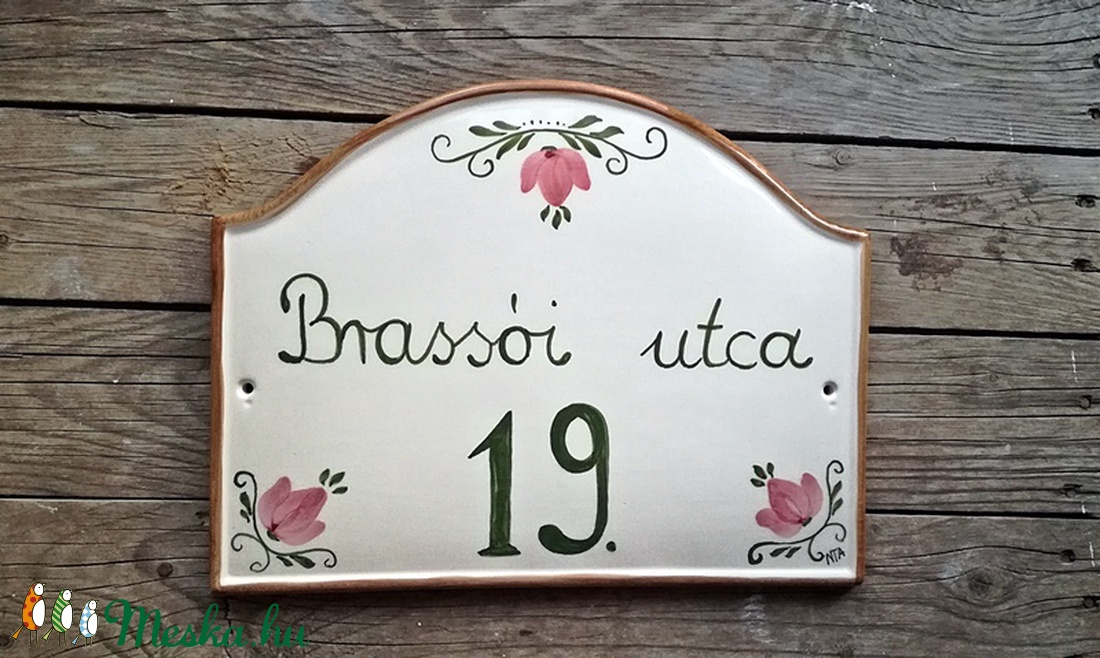 Brassói utca
19.
NTA
Meska.hu